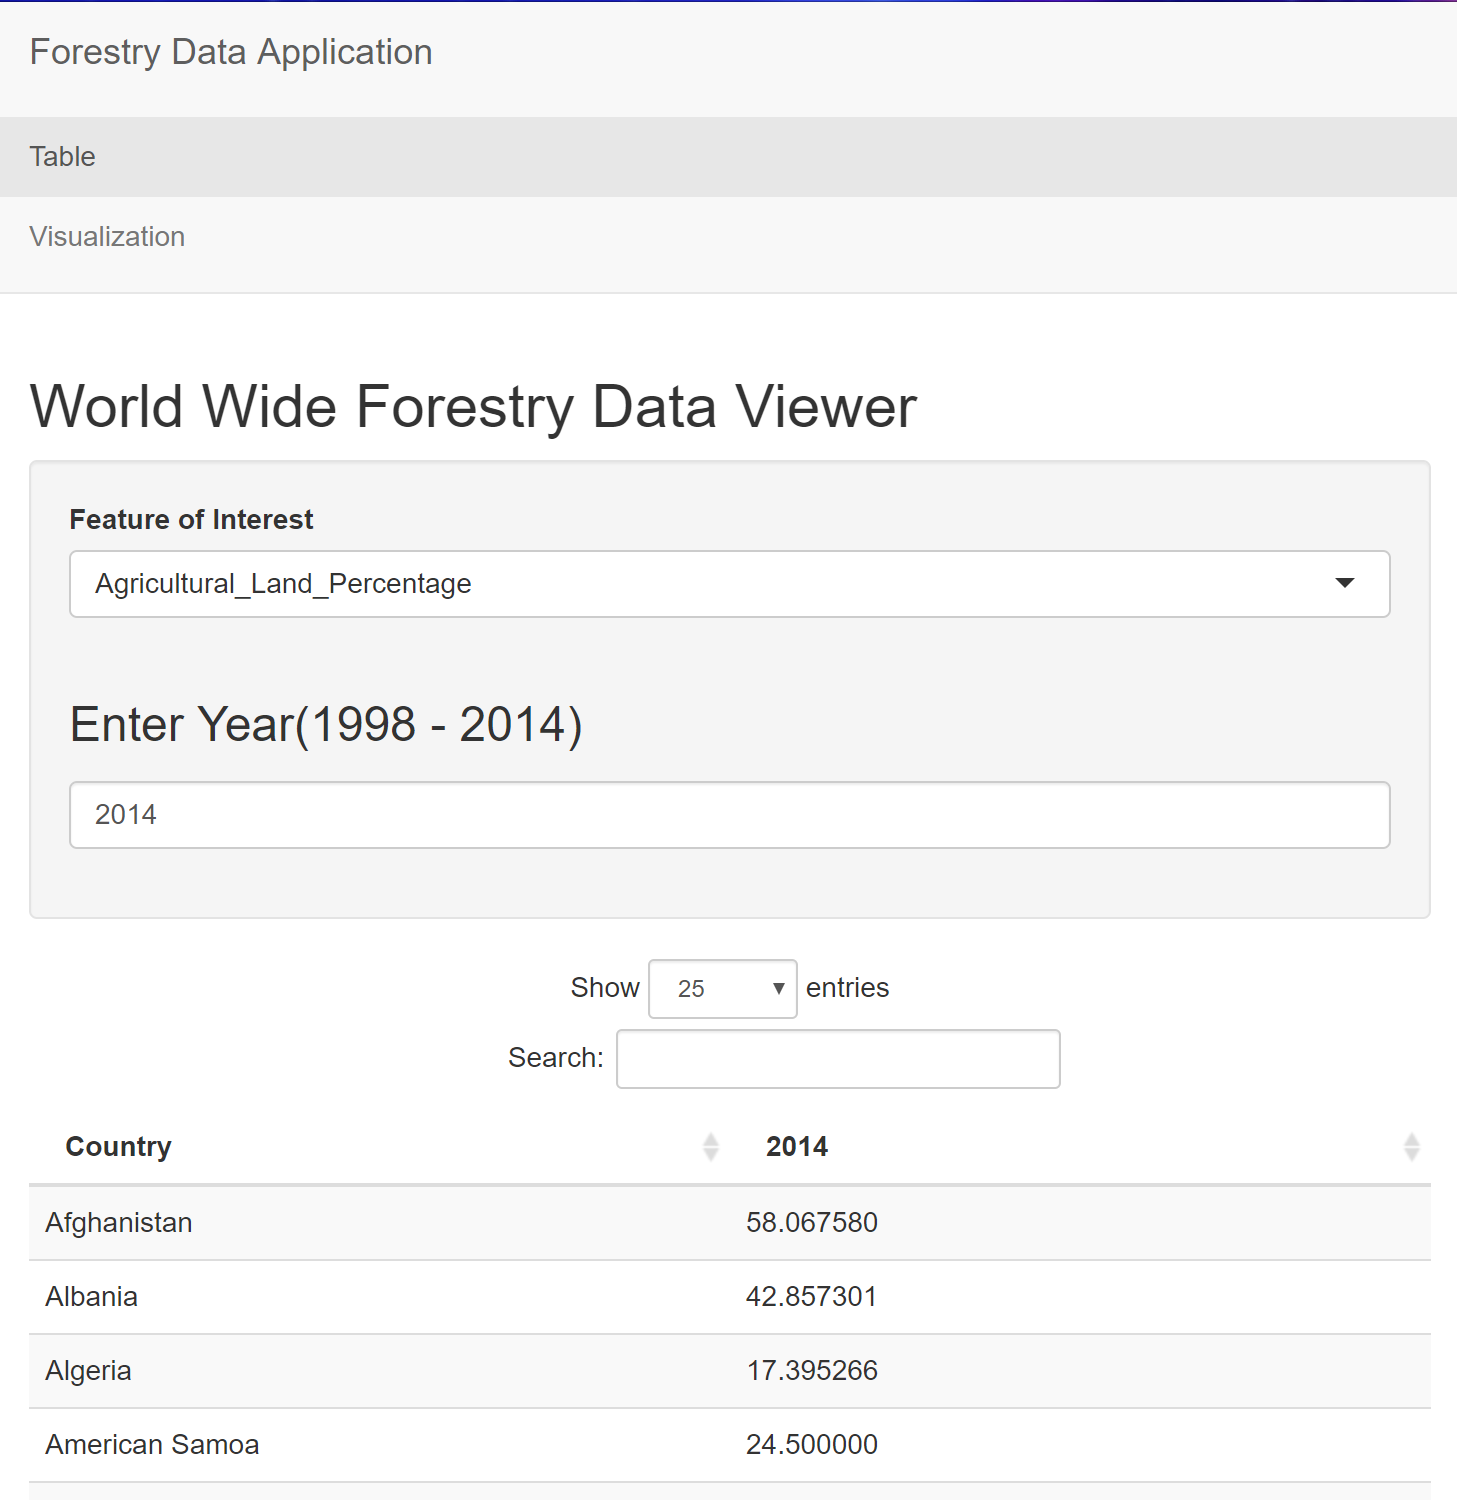 Forestry Data Application
Table
Visualization
World Wide Forestry Data Viewer
Feature of Interest
Agricultural_Land_Percentage
Enter Year(1998 - 2014)
2014
Show 25 entries
Search:
Country 2014
Afghanistan 58.067580
Albania 42.857301
Algeria 17.395266
American Samoa 24.500000